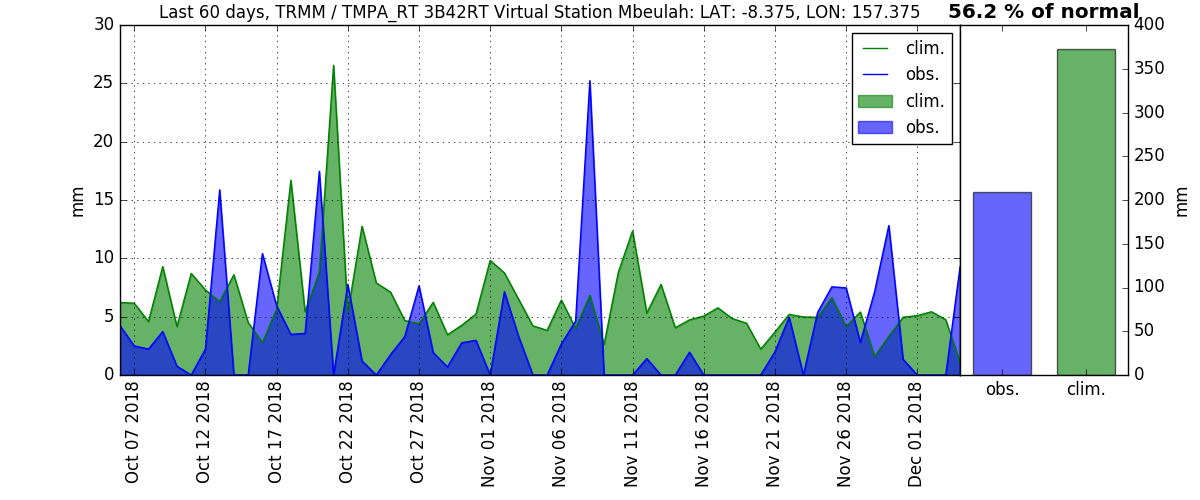 Last 60 days, TRMM / TMPA_RT 3B42RT Virtual Station Mbeulah: LAT: -8.375, LON: 157.375
56.2 % of normal
30
25
20
15
10
5
0
mm
clim.
obs.
clim.
obs.
400
350
300
250
200
150
100
50
0
mm
Oct 07 2018
Oct 12 2018
Oct 17 2018
Oct 22 2018
Oct 27 2018
Nov 01 2018
Nov 06 2018
Nov 11 2018
Nov 16 2018
Nov 21 2018
Nov 26 2018
Dec 01 2018
obs.
clim.